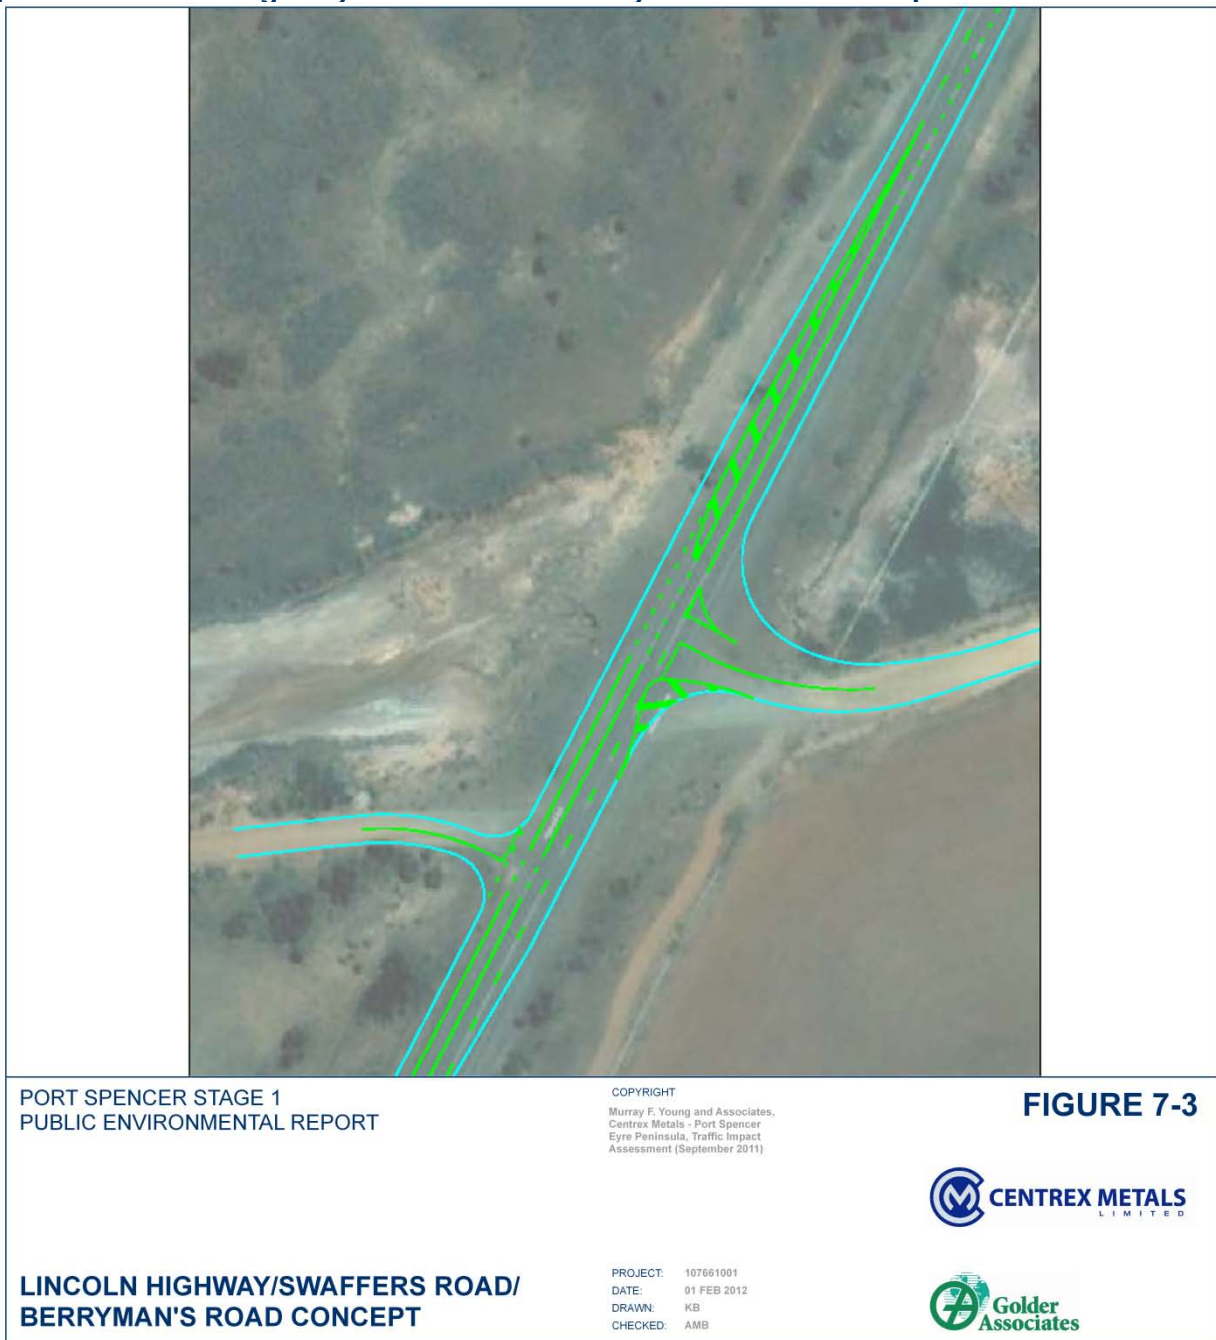 PORT SPENCER STAGE 1
PUBLIC ENVIRONMENTAL REPORT
COPYRIGHT
Murray F. Young and Associates,
Centrex Metals - Port Spencer
Eyre Peninsula, Traffic Impact
Assessment (September 2011)
FIGURE 7-3
CENTREX METALS
LIMITED
LINCOLN HIGHWAY/SWAFFERS ROAD/
BERRYMAN'S ROAD CONCEPT
PROJECT: 107661001
DATE: 01 FEB 2012
DRAWN: KB
CHECKED: AMB
Golder
Associates